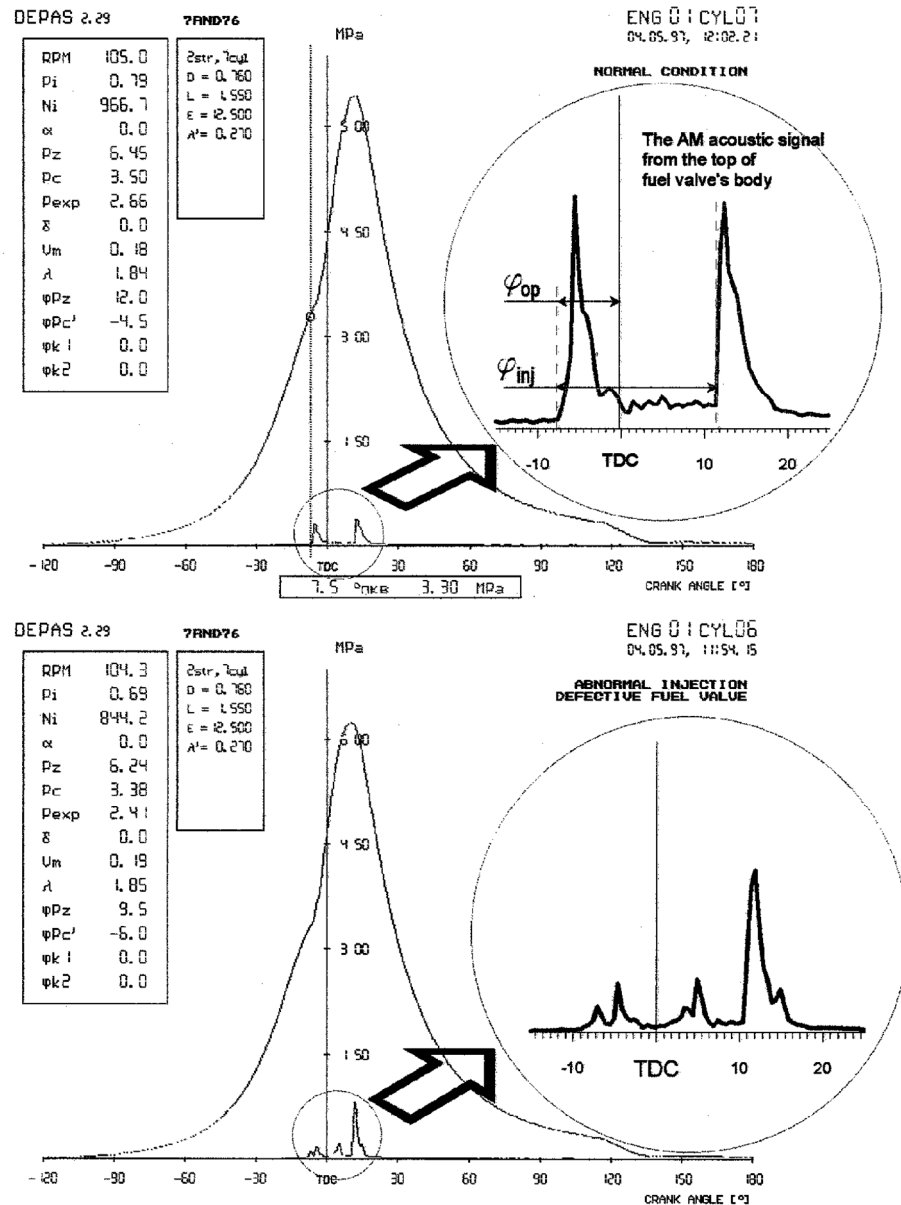 DEPAS 2.29
7RND76
ENG 01 CYL07
04.05.97, 12:02.21
RPM 105.0
Pi 0.79
Ni 966.7
α 0.0
Pz 6.45
Pc 3.50
Pexp 2.66
δ 0.0
Vm 0.18
λ 1.84
φPz 12.0
φPc' -4.5
φk1 0.0
φk2 0.0
2str, 7cyl
D = 0.760
L = 1.550
ε = 12.500
λ' = 0.270
MPa
6.00
4.50
3.00
1.50
NORMAL CONDITION
The AM acoustic signal
from the top of
fuel valve's body
φop
φinj
-10 TDC 10 20
-120 -90 -60 -30 TDC 30 60 90 120 150 180
CRANK ANGLE [º]
7.5 ºпкв 3.30 MPa
DEPAS 2.29
7RND76
ENG 01 CYL06
04.05.97, 11:54.15
RPM 104.3
Pi 0.69
Ni 844.2
α 0.0
Pz 6.24
Pc 3.38
Pexp 2.41
δ 0.0
Vm 0.19
λ 1.85
φPz 9.5
φPc' -6.0
φk1 0.0
φk2 0.0
2str, 7cyl
D = 0.760
L = 1.550
ε = 12.500
λ' = 0.270
MPa
6.00
4.50
3.00
1.50
ABNORMAL INJECTION
DEFECTIVE FUEL VALVE
-10 TDC 10 20
-120 -90 -60 -30 TDC 30 60 90 120 150 180
CRANK ANGLE [º]